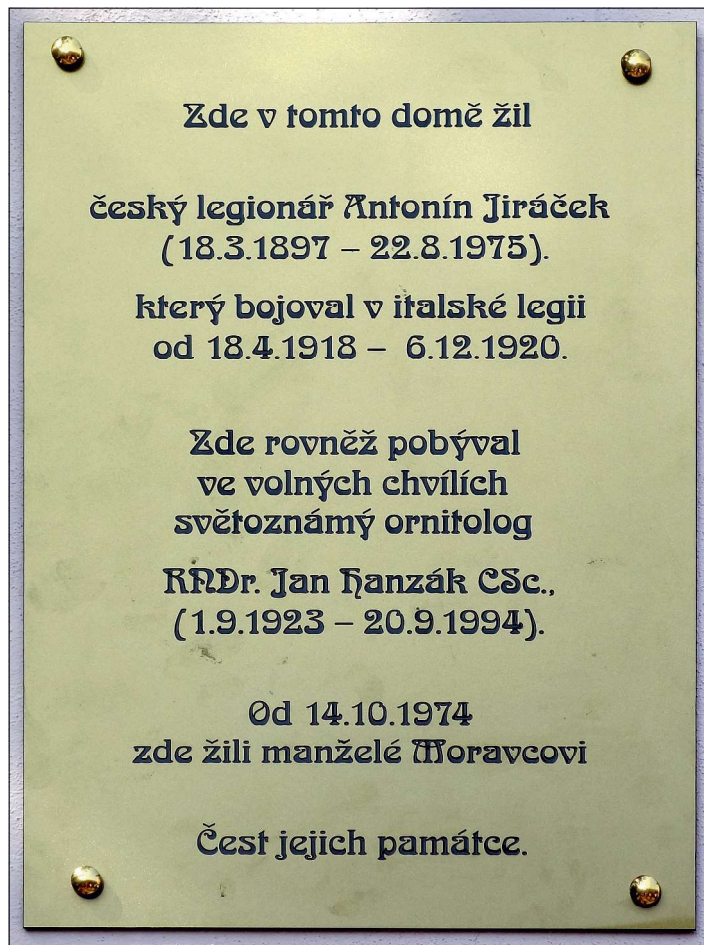 Zde v tomto domě žil
český legionář Antonín Jiráček
(18.3.1897 – 22.8.1975).
který bojoval v italské legii
od 18.4.1918 – 6.12.1920.
Zde rovněž pobýval
ve volných chvílích
světoznámý ornitolog
RNDr. Jan Hanzák CSc.,
(1.9.1923 – 20.9.1994).
Od 14.10.1974
zde žili manželé Moravcovi
Čest jejich památce.